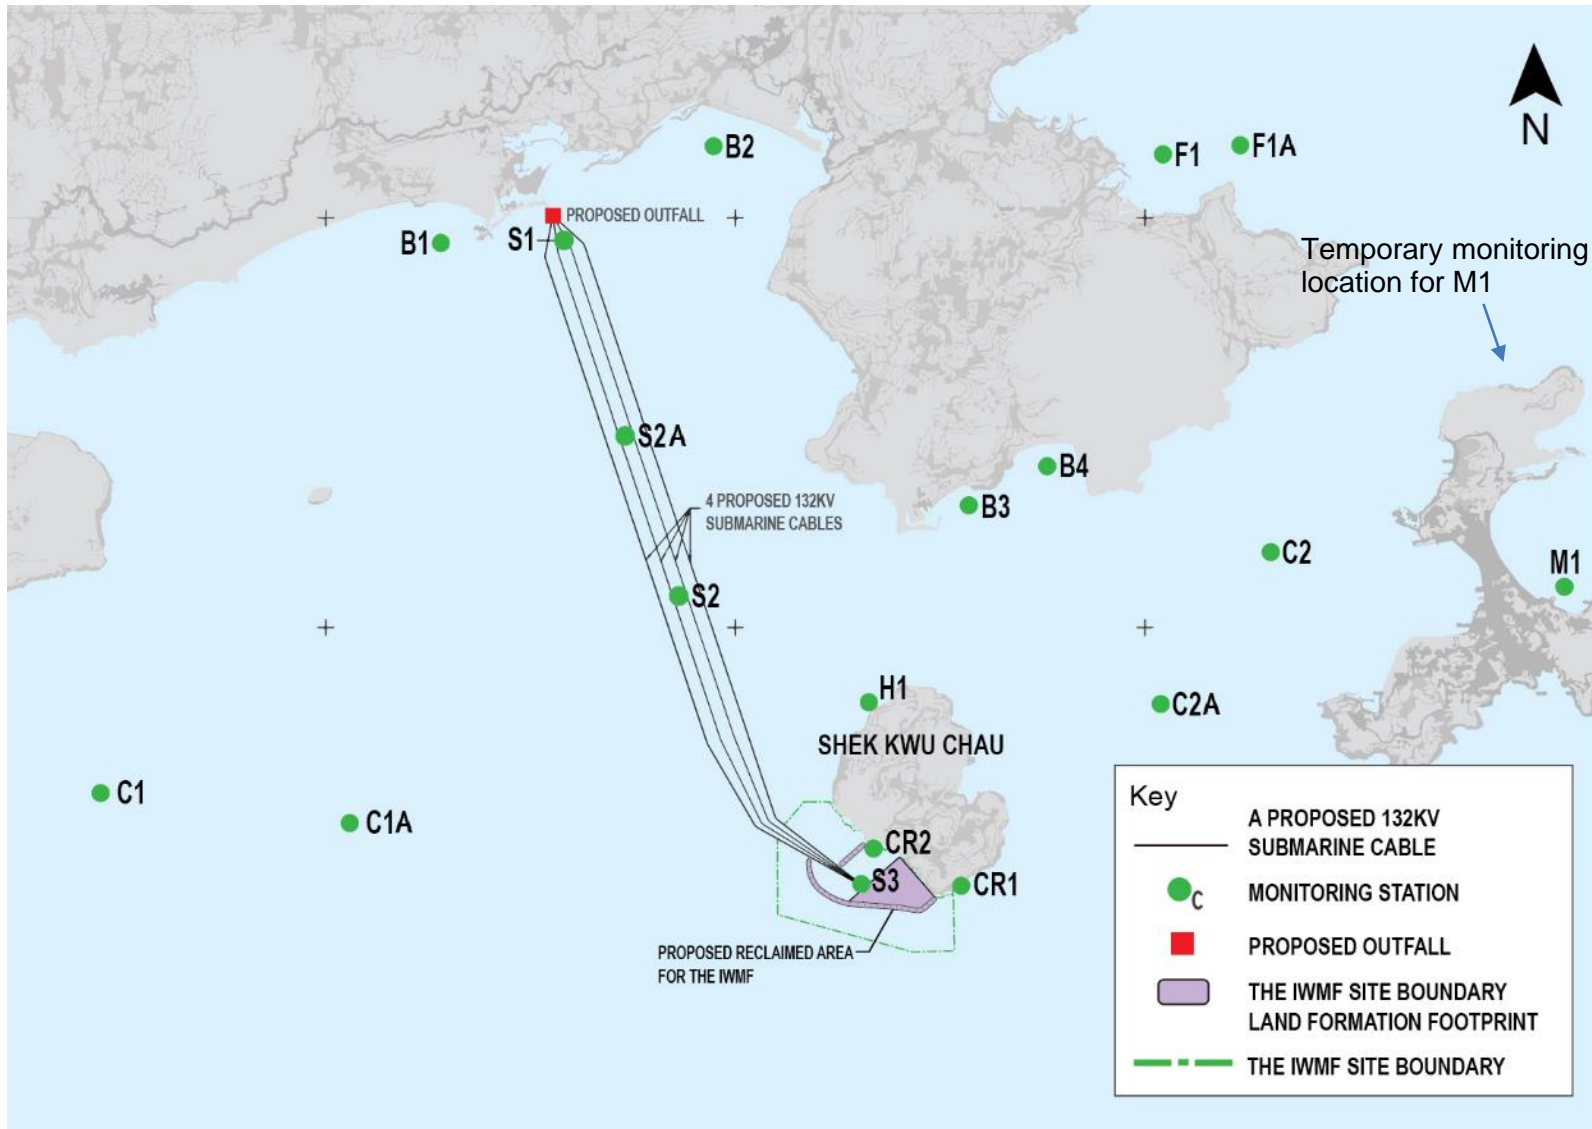 N
B2
F1
F1A
PROPOSED OUTFALL
B1
S1
Temporary monitoring
location for M1
S2A
B4
4 PROPOSED 132KV
SUBMARINE CABLES
B3
C2
M1
S2
H1
C2A
SHEK KWU CHAU
C1
C1A
CR2
S3
CR1
PROPOSED RECLAIMED AREA
FOR THE IWMF
Key
A PROPOSED 132KV
SUBMARINE CABLE
C
MONITORING STATION
PROPOSED OUTFALL
THE IWMF SITE BOUNDARY
LAND FORMATION FOOTPRINT
THE IWMF SITE BOUNDARY